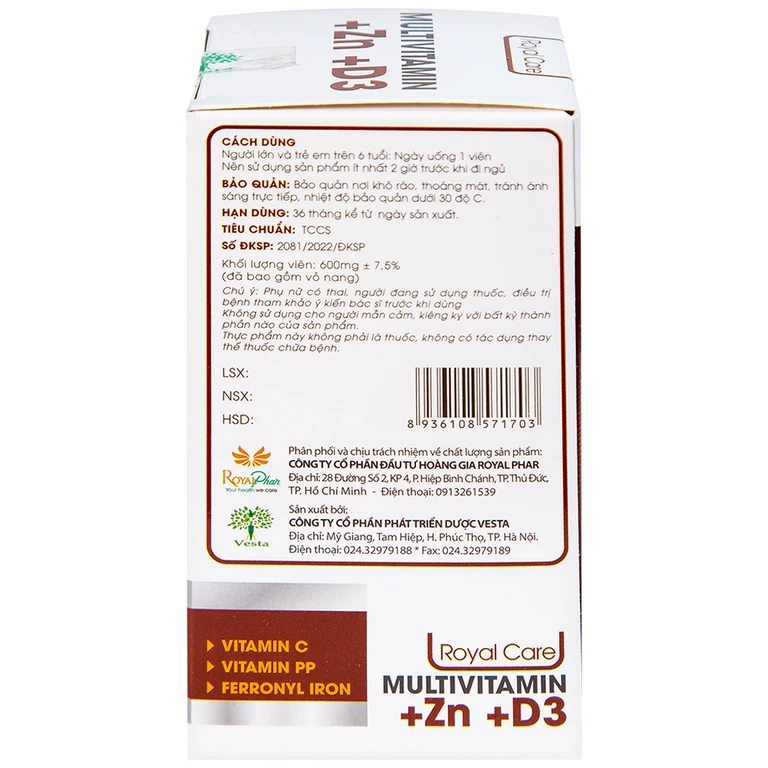 Royal Care
MULTIVITAMIN
+Zn +D3
CÁCH DÙNG
Người lớn và trẻ em trên 6 tuổi: Ngày uống 1 viên
Nên sử dụng sản phẩm ít nhất 2 giờ trước khi đi ngủ
BẢO QUẢN: Bảo quản nơi khô ráo, thoáng mát, tránh ánh
sáng trực tiếp, nhiệt độ bảo quản dưới 30 độ C.
HẠN DÙNG: 36 tháng kể từ ngày sản xuất.
TIÊU CHUẨN: TCCS
Số ĐKSP: 2081/2022/ĐKSP
Khối lượng viên: 600mg ± 7,5%
(đã bao gồm vỏ nang)
Chú ý: Phụ nữ có thai, người đang sử dụng thuốc, điều trị
bệnh tham khảo ý kiến bác sĩ trước khi dùng
Không sử dụng cho người mẫn cảm, kiêng kỵ với bất kỳ thành
phần nào của sản phẩm.
Thực phẩm này không phải là thuốc, không có tác dụng thay
thế thuốc chữa bệnh.
LSX:
NSX:
HSD:
8 936108 571703
RoyalPhar
Your health we care
Phân phối và chịu trách nhiệm về chất lượng sản phẩm:
CÔNG TY CỔ PHẦN ĐẦU TƯ HOÀNG GIA ROYAL PHAR
Địa chỉ: 28 Đường Số 2, KP 4, P. Hiệp Bình Chánh, TP. Thủ Đức,
TP. Hồ Chí Minh - Điện thoại: 0913261539
Vesta
Sản xuất bởi:
CÔNG TY CỔ PHẦN PHÁT TRIỂN DƯỢC VESTA
Địa chỉ: Mỹ Giang, Tam Hiệp, H. Phúc Thọ, TP. Hà Nội.
Điện thoại: 024.32979188 * Fax: 024.32979189
VITAMIN C
VITAMIN PP
FERRONYL IRON
Royal Care
MULTIVITAMIN
+Zn +D3